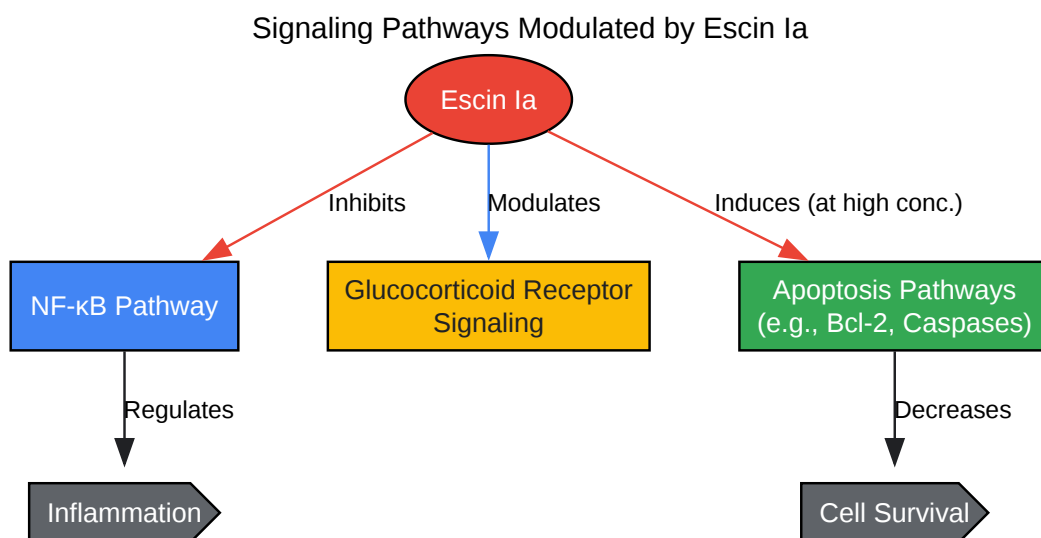 Signaling Pathways Modulated by Escin Ia
Escin Ia
Inhibits
Modulates
Induces (at high conc.)
NF-κB Pathway
Glucocorticoid Receptor
Signaling
Apoptosis Pathways
(e.g., Bcl-2, Caspases)
Regulates
Decreases
Inflammation
Cell Survival